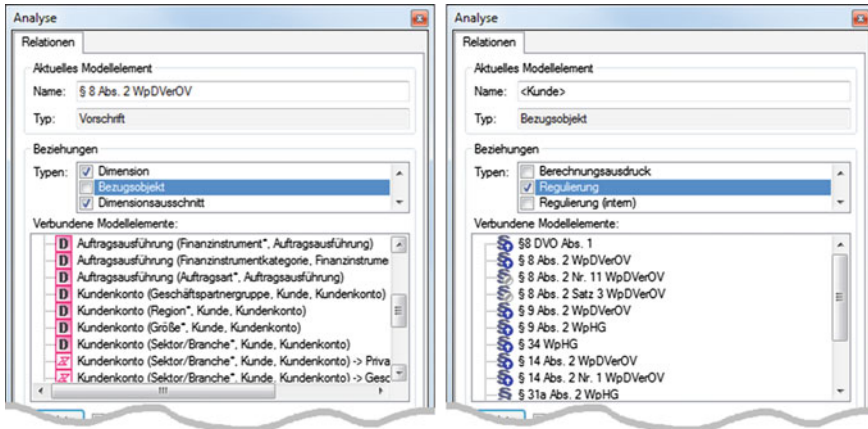 Analyse
Relationen
Aktuelles Modellelement
Name: § 8 Abs. 2 WpDVerOV
Typ: Vorschrift
Beziehungen
Typen: Dimension
Bezugsobjekt
Dimensionsausschnitt
Verbundene Modellelemente:
D Auftragsausführung (Finanzinstrument*, Auftragsausführung)
D Auftragsausführung (Finanzinstrumentkategorie, Finanzinstrume
D Auftragsausführung (Auftragsart*, Auftragsausführung)
D Kundenkonto (Geschäftspartnergruppe, Kunde, Kundenkonto)
D Kundenkonto (Region*, Kunde, Kundenkonto)
D Kundenkonto (Größe*, Kunde, Kundenkonto)
D Kundenkonto (Sektor/Branche*, Kunde, Kundenkonto)
Kundenkonto (Sektor/Branche*, Kunde, Kundenkonto) -> Priva
Kundenkonto (Sektor/Branche*, Kunde, Kundenkonto) -> Gesc
Analyse
Relationen
Aktuelles Modellelement
Name: <Kunde>
Typ: Bezugsobjekt
Beziehungen
Typen: Berechnungsausdruck
Regulierung
Regulierung (intern)
Verbundene Modellelemente:
§8 DVO Abs. 1
§ 8 Abs. 2 WpDVerOV
§ 8 Abs. 2 Nr. 11 WpDVerOV
§ 8 Abs. 2 Satz 3 WpDVerOV
§ 9 Abs. 2 WpDVerOV
§ 9 Abs. 2 WpHG
§ 34 WpHG
§ 14 Abs. 2 WpDVerOV
§ 14 Abs. 2 Nr. 1 WpDVerOV
§ 31a Abs. 2 WpHG